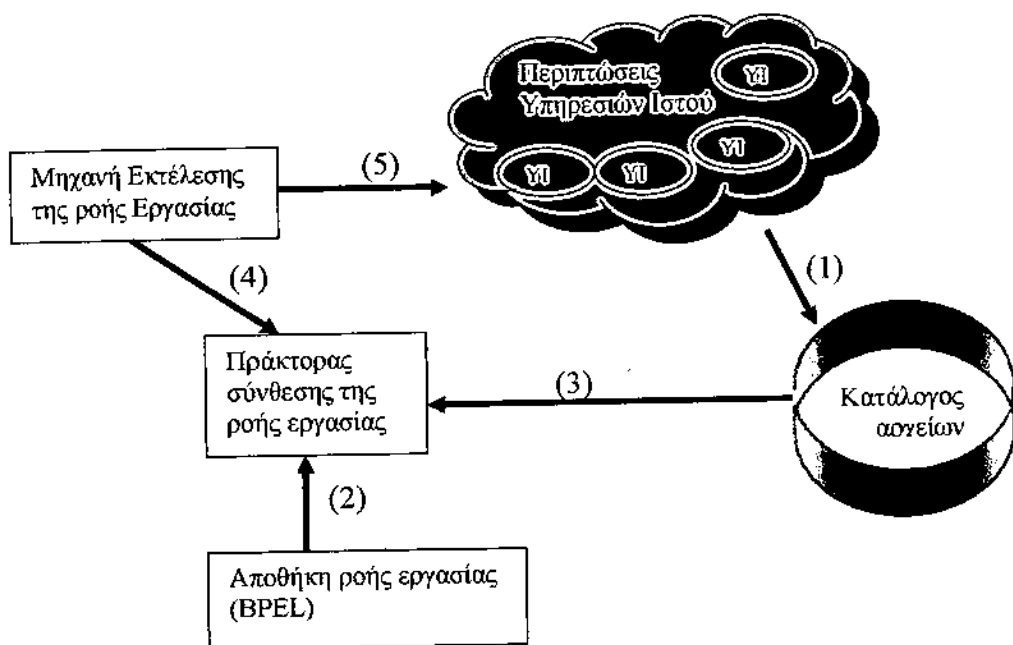 Περιπτώσεις
Υπηρεσιών Ιστού
ΥΙ
ΥΙ
ΥΙ
ΥΙ
Μηχανή Εκτέλεσης
της ροής Εργασίας
(5)
(4)
(1)
Πράκτορας
σύνθεσης της
ροής εργασίας
(3)
Κατάλογος
αργείων
(2)
Αποθήκη ροής εργασίας
(BPEL)